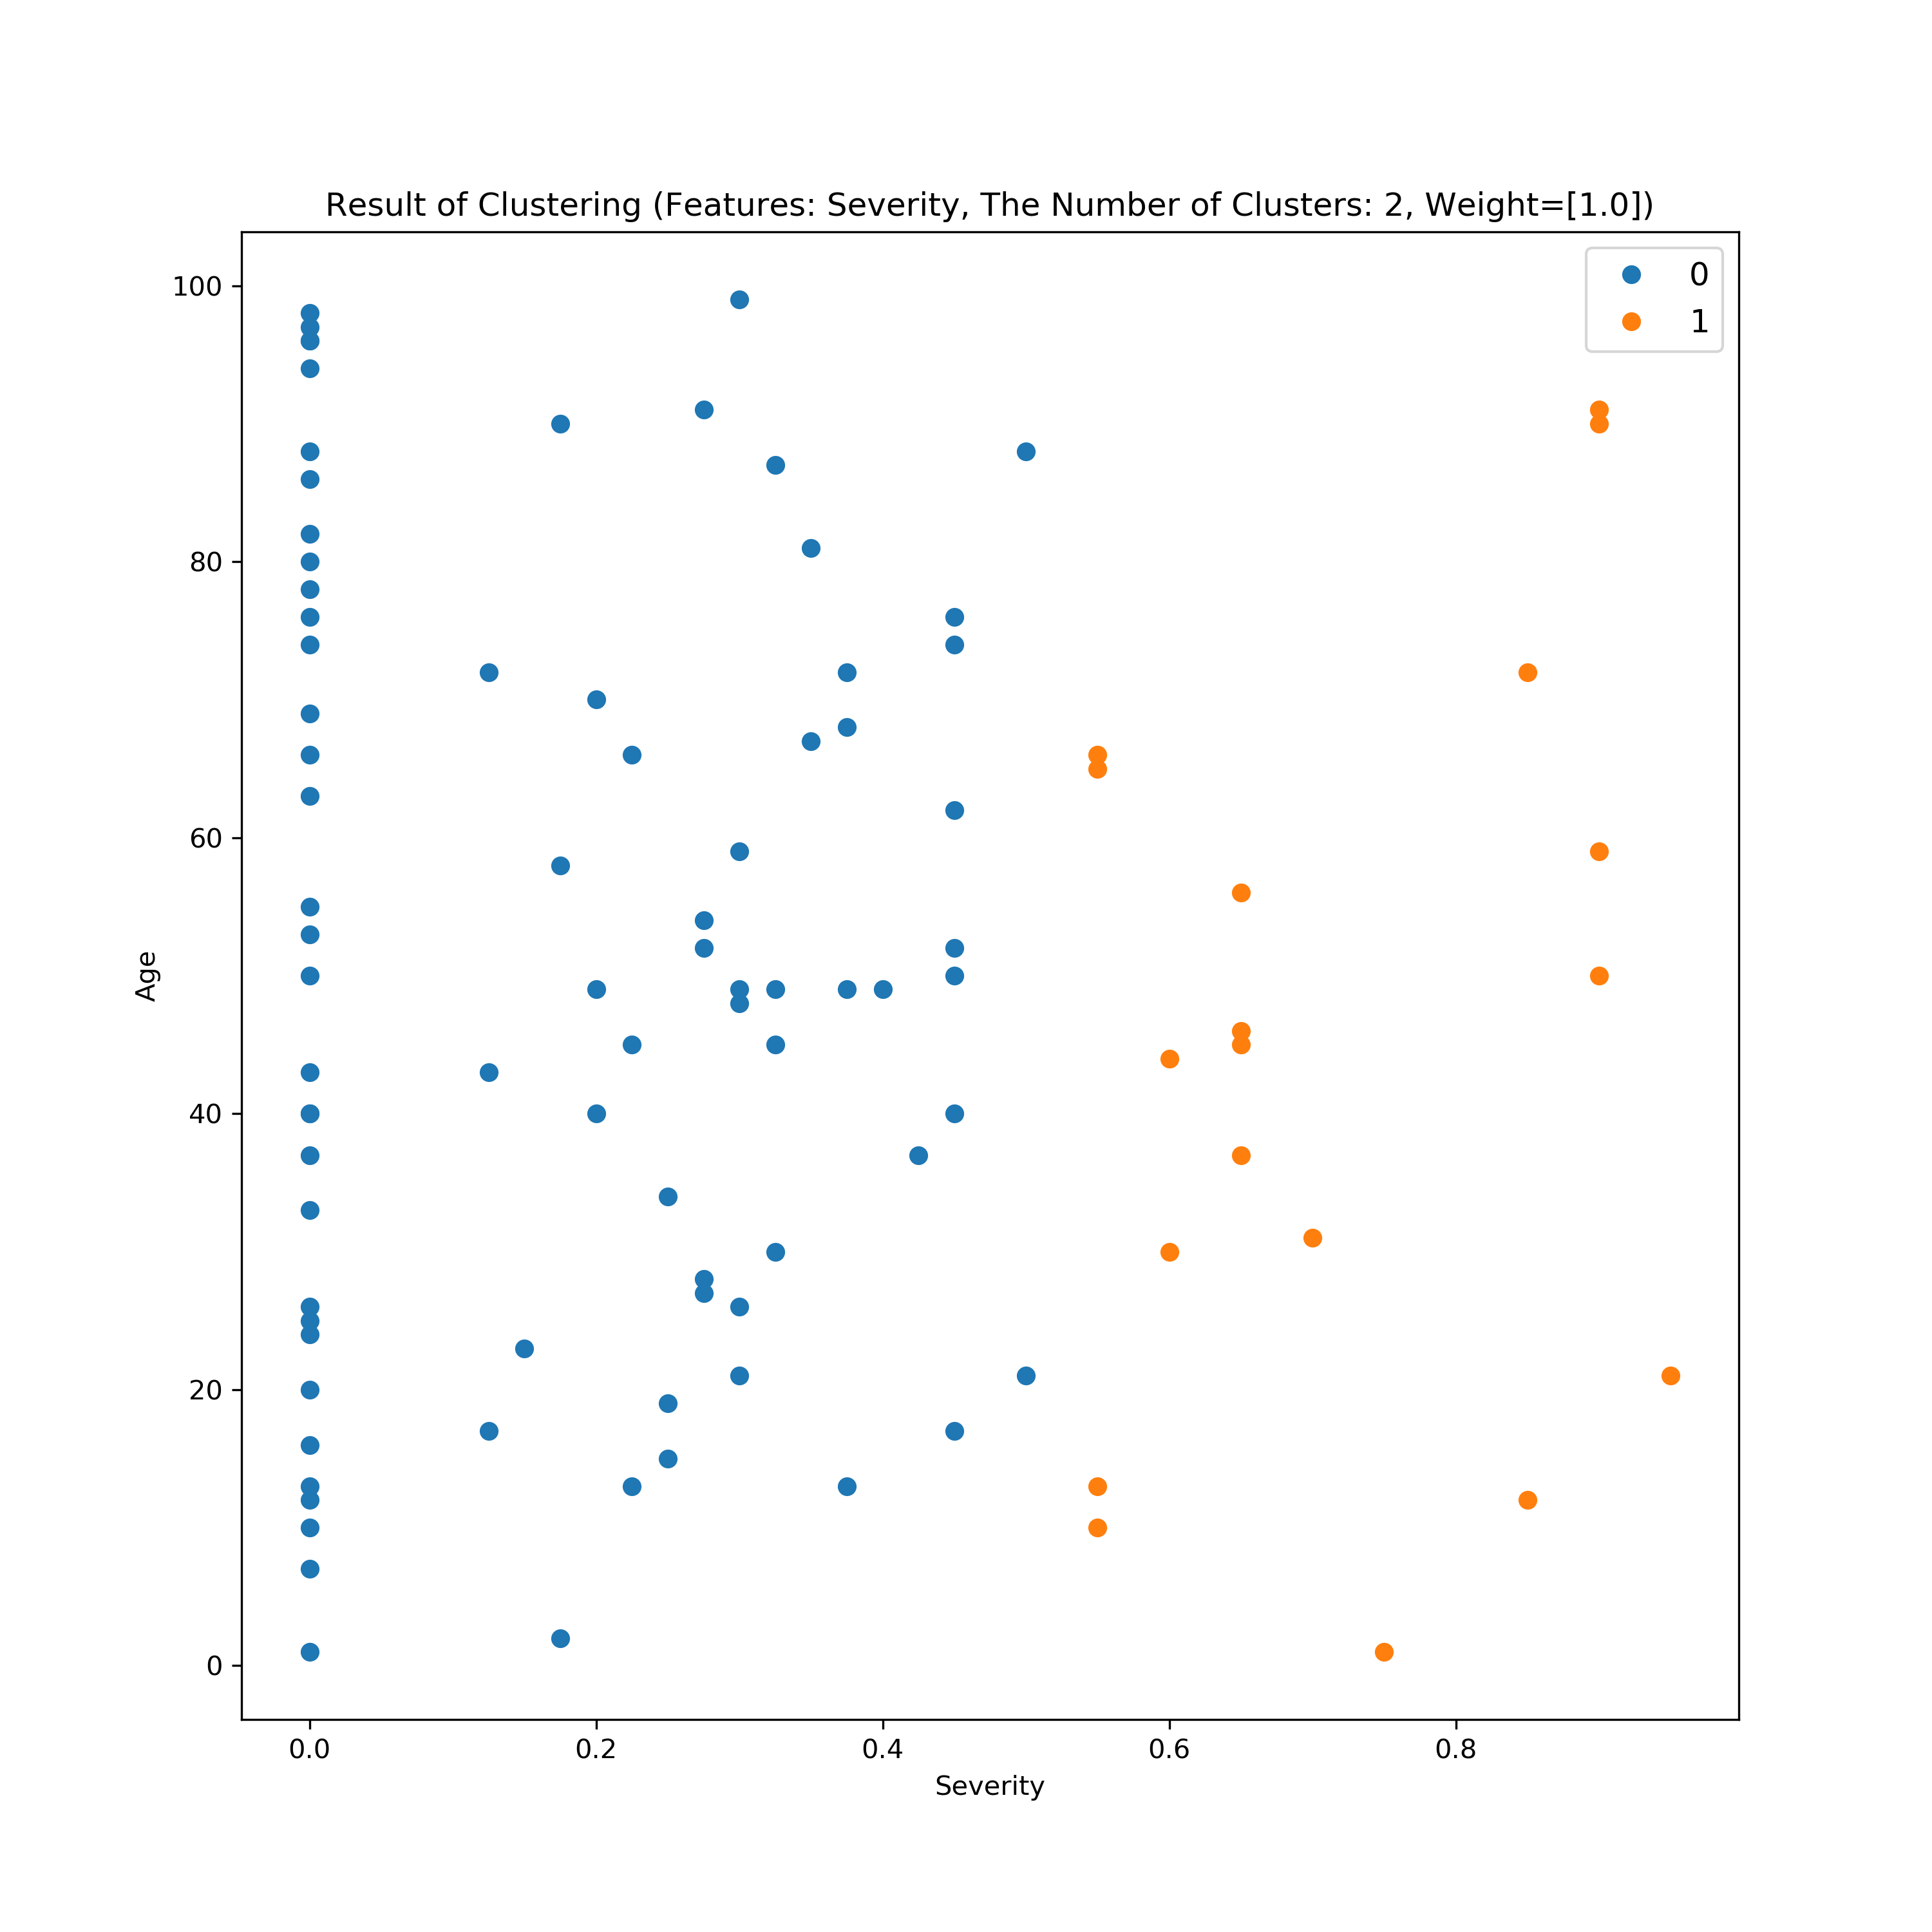 Result of Clustering (Features: Severity, The Number of Clusters: 2, Weight=[1.0])
0
1
100
80
60
40
20
0
Age
0.0 0.2 0.4 0.6 0.8
Severity